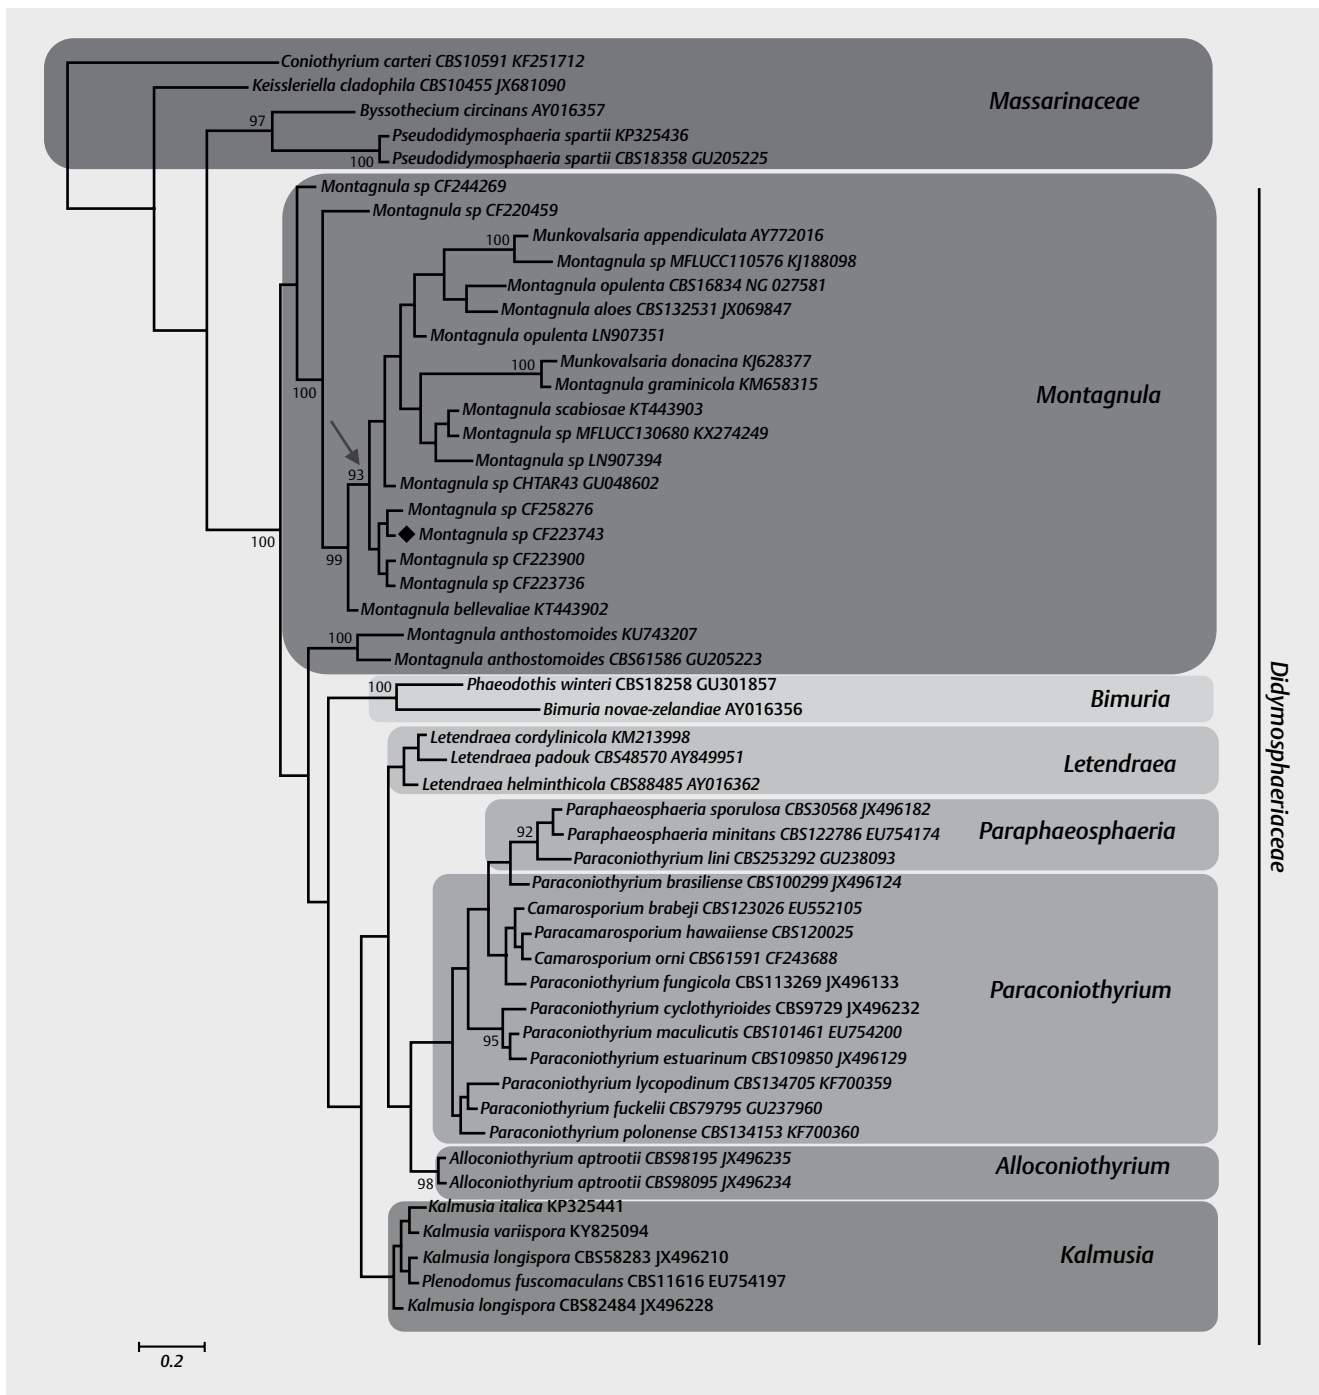 Coniothyrium carteri CBS10591 KF251712
Keissleriella cladophila CBS10455 JX681090
Massarinaceae
Byssothecium circinans AY016357
97
Pseudodidymosphaeria spartii KP325436
100
Pseudodidymosphaeria spartii CBS18358 GU205225
Montagnula sp CF244269
Montagnula sp CF220459
Munkovalsaria appendiculata AY772016
100
Montagnula sp MFLUCC110576 KJ188098
Montagnula opulenta CBS16834 NG 027581
Montagnula aloes CBS132531 JX069847
Montagnula opulenta LN907351
Munkovalsaria donacina KJ628377
100
Montagnula graminicola KM658315
100
Montagnula
Montagnula scabiosae KT443903
Montagnula sp MFLUCC130680 KX274249
Montagnula sp LN907394
93
Montagnula sp CHTAR43 GU048602
Montagnula sp CF258276
Montagnula sp CF223743
100
Montagnula sp CF223900
99
Montagnula sp CF223736
Montagnula bellevaliae KT443902
Montagnula anthostomoides KU743207
100
Montagnula anthostomoides CBS61586 GU205223
Phaeodothis winteri CBS18258 GU301857
100
Bimuria
Bimuria novae-zelandiae AY016356
Letendraea cordylinicola KM213998
Letendraea padouk CBS48570 AY849951
Letendraea
Letendraea helminthicola CBS88485 AY016362
Didymosphaeriaceae
Paraphaeosphaeria sporulosa CBS30568 JX496182
92
Paraphaeosphaeria minitans CBS122786 EU754174
Paraphaeosphaeria
Paraconiothyrium lini CBS253292 GU238093
Paraconiothyrium brasiliense CBS100299 JX496124
Camarosporium brabeji CBS123026 EU552105
Paracamarosporium hawaiiense CBS120025
Camarosporium orni CBS61591 CF243688
Paraconiothyrium fungicola CBS113269 JX496133
Paraconiothyrium
Paraconiothyrium cyclothyrioides CBS9729 JX496232
Paraconiothyrium maculicutis CBS101461 EU754200
95
Paraconiothyrium estuarinum CBS109850 JX496129
Paraconiothyrium lycopodinum CBS134705 KF700359
Paraconiothyrium fuckelii CBS79795 GU237960
Paraconiothyrium polonense CBS134153 KF700360
Alloconiothyrium aptrootii CBS98195 JX496235
Alloconiothyrium
98
Alloconiothyrium aptrootii CBS98095 JX496234
Kalmusia italica KP325441
Kalmusia variispora KY825094
Kalmusia longispora CBS58283 JX496210
Kalmusia
Plenodomus fuscomaculans CBS11616 EU754197
Kalmusia longispora CBS82484 JX496228
0.2